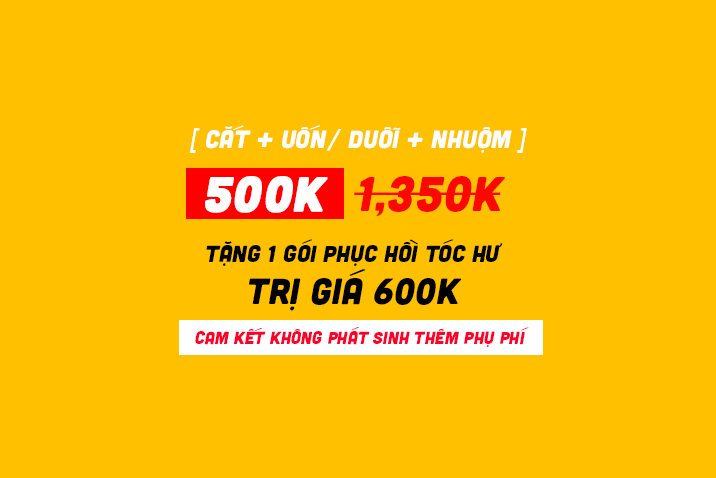 [ CẮT + UỐN/ DUỖI + NHUỘM ]
500K 1,350K
TẶNG 1 GÓI PHỤC HỒI TÓC HƯ
TRỊ GIÁ 600K
CAM KẾT KHÔNG PHÁT SINH THÊM PHỤ PHÍ